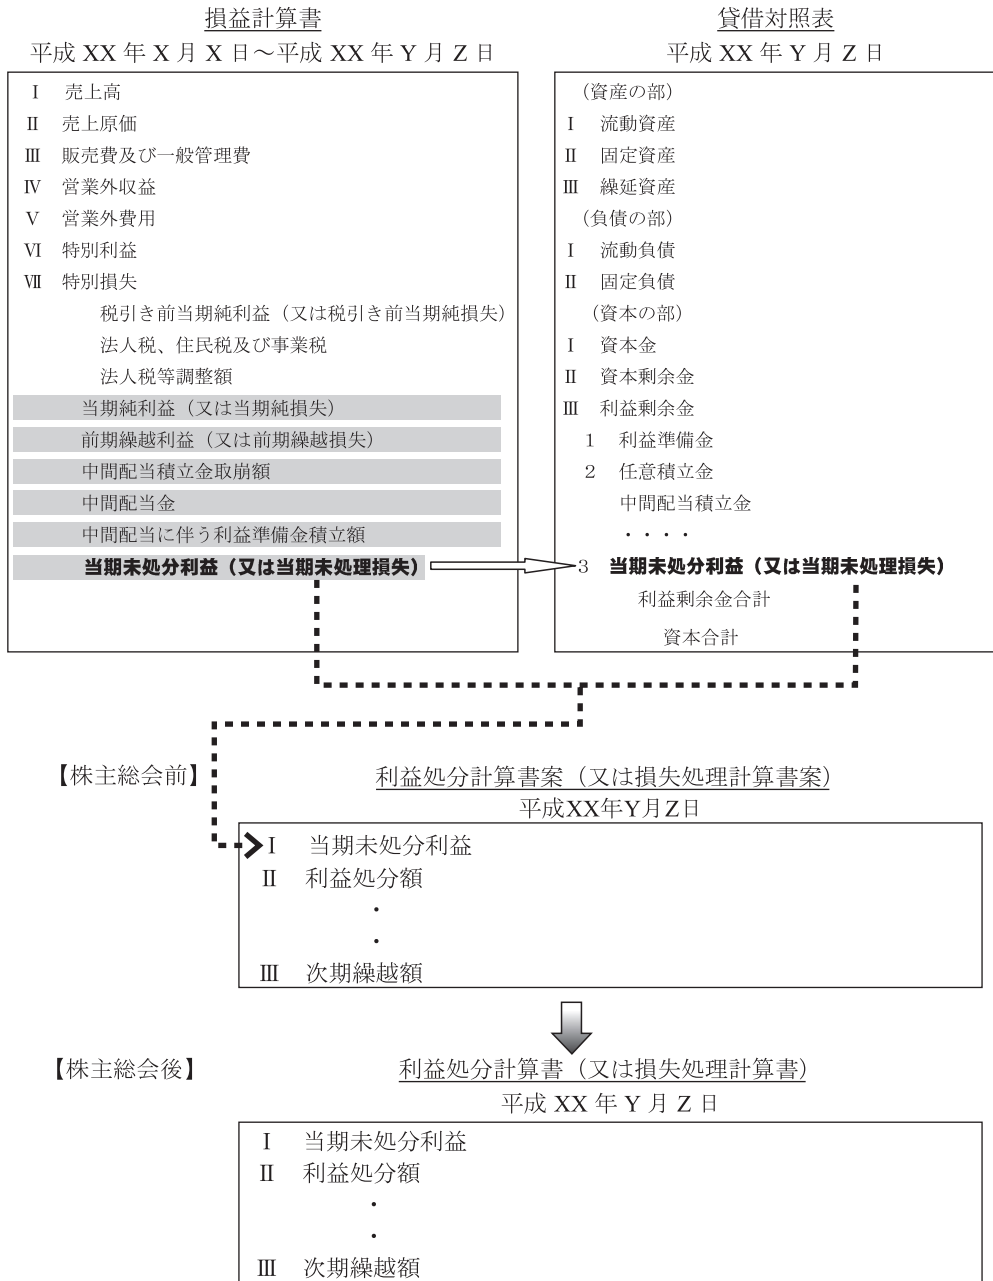 損益計算書
平成 XX 年 X 月 X 日～平成 XX 年 Y 月 Z 日
Ⅰ 売上高
Ⅱ 売上原価
Ⅲ 販売費及び一般管理費
Ⅳ 営業外収益
Ⅴ 営業外費用
Ⅵ 特別利益
Ⅶ 特別損失
税引き前当期純利益（又は税引き前当期純損失）
法人税、住民税及び事業税
法人税等調整額
当期純利益（又は当期純損失）
前期繰越利益（又は前期繰越損失）
中間配当積立金取崩額
中間配当金
中間配当に伴う利益準備金積立額
当期未処分利益（又は当期未処理損失）
貸借対照表
平成 XX 年 Y 月 Z 日
（資産の部）
Ⅰ 流動資産
Ⅱ 固定資産
Ⅲ 繰延資産
（負債の部）
Ⅰ 流動負債
Ⅱ 固定負債
（資本の部）
Ⅰ 資本金
Ⅱ 資本剰余金
Ⅲ 利益剰余金
1 利益準備金
2 任意積立金
中間配当積立金
・・・・
3 当期未処分利益（又は当期未処理損失）
利益剰余金合計
資本合計
【株主総会前】
利益処分計算書案（又は損失処理計算書案）
平成XX年Y月Z日
Ⅰ 当期未処分利益
Ⅱ 利益処分額
・
・
Ⅲ 次期繰越額
【株主総会後】
利益処分計算書（又は損失処理計算書）
平成 XX 年 Y 月 Z 日
Ⅰ 当期未処分利益
Ⅱ 利益処分額
・
・
Ⅲ 次期繰越額